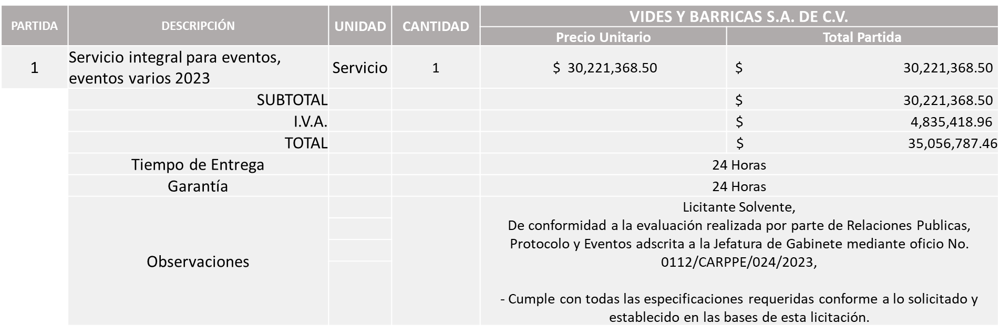 PARTIDA DESCRIPCIÓN UNIDAD CANTIDAD VIDES Y BARRICAS S.A. DE C.V.
Precio Unitario Total Partida
1 Servicio integral para eventos, eventos varios 2023 Servicio 1 $ 30,221,368.50 $ 30,221,368.50
SUBTOTAL $ 30,221,368.50
I.V.A. $ 4,835,418.96
TOTAL $ 35,056,787.46
Tiempo de Entrega 24 Horas
Garantía 24 Horas
Observaciones
Licitante Solvente,
De conformidad a la evaluación realizada por parte de Relaciones Publicas,
Protocolo y Eventos adscrita a la Jefatura de Gabinete mediante oficio No.
0112/CARPPE/024/2023,
- Cumple con todas las especificaciones requeridas conforme a lo solicitado y
establecido en las bases de esta licitación.